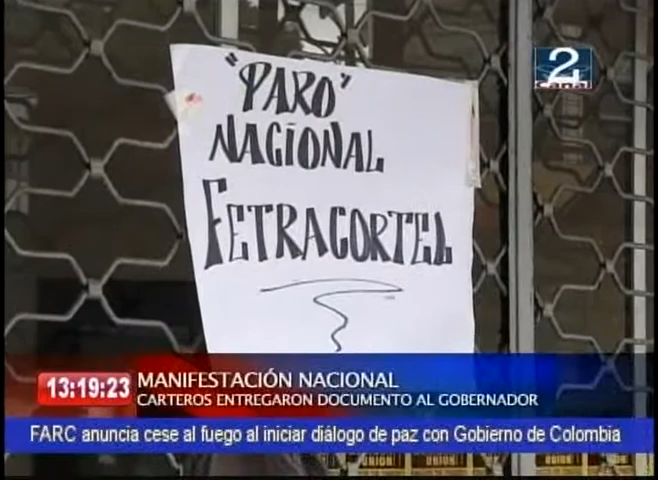 "PARO"
NACIONAL
FETRACORTEL
2
Canal
13:19:23
MANIFESTACIÓN NACIONAL
CARTEROS ENTREGARON DOCUMENTO AL GOBERNADOR
FARC anuncia cese al fuego al iniciar diálogo de paz con Gobierno de Colombia
UNION!